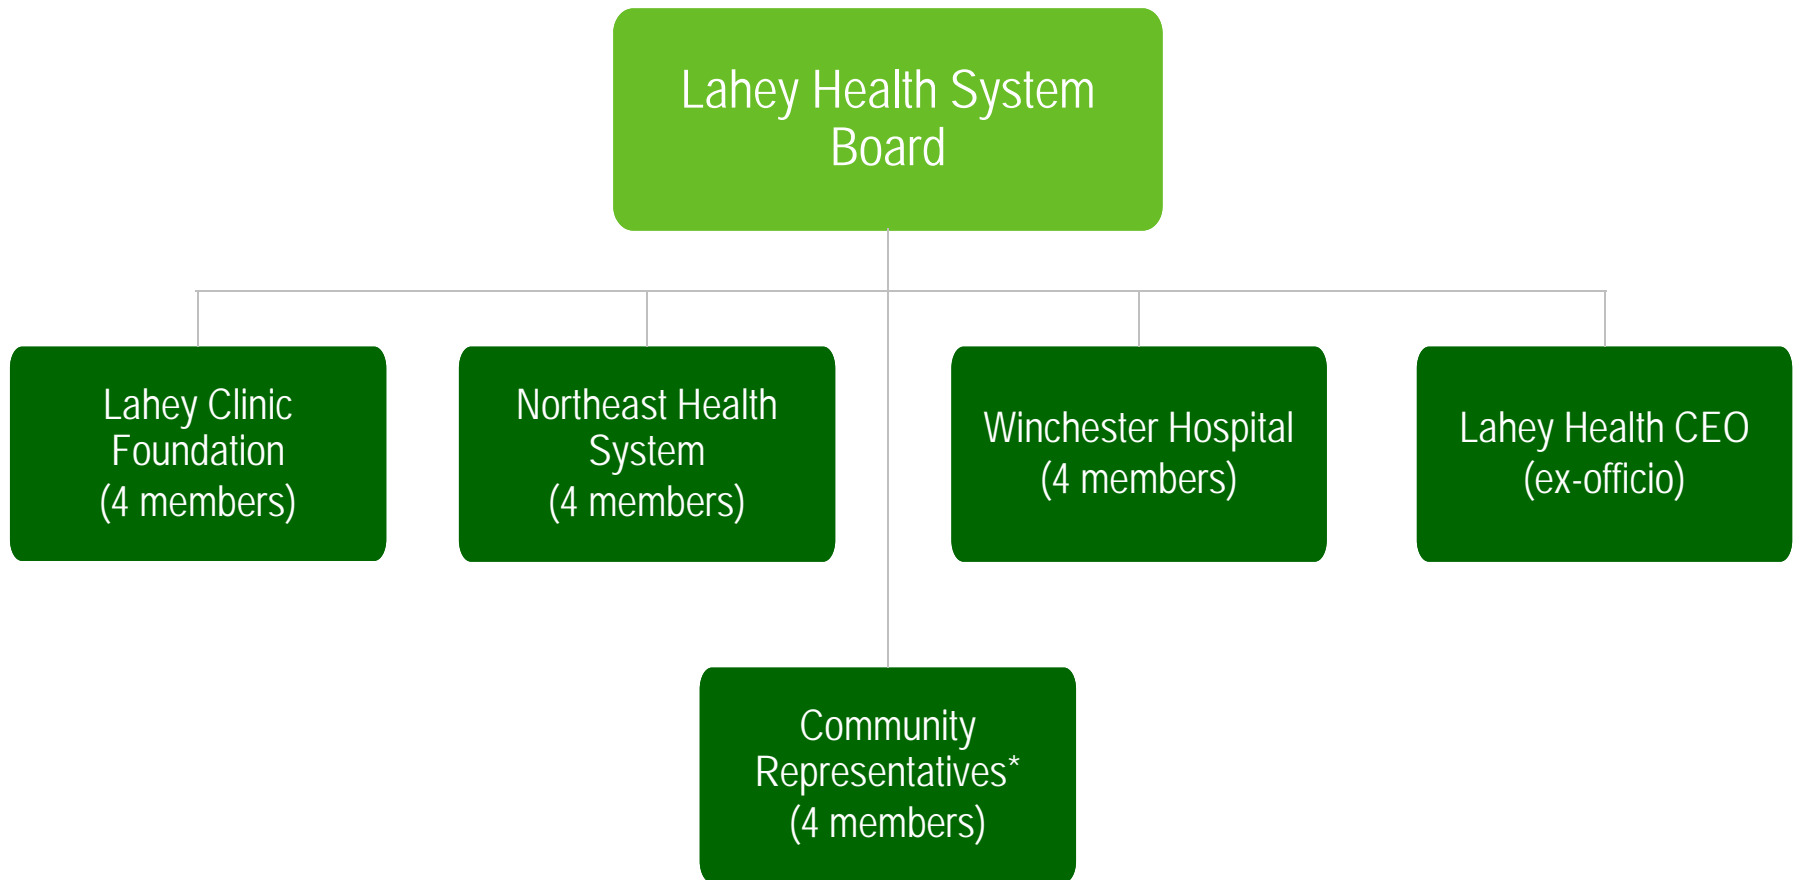 Lahey Health System
Board
Lahey Clinic
Foundation
(4 members)
Northeast Health
System
(4 members)
Winchester Hospital
(4 members)
Lahey Health CEO
(ex-officio)
Community
Representatives*
(4 members)